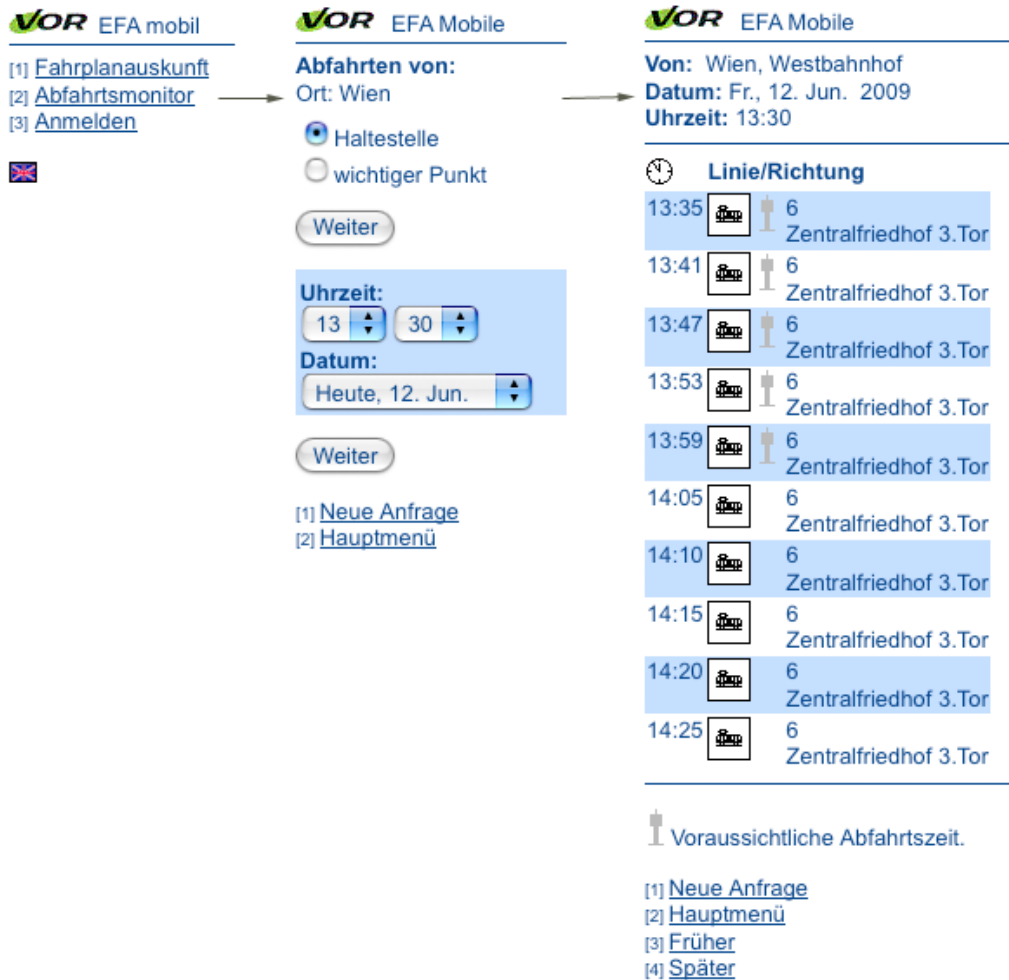 VOR EFA mobil
[1] Fahrplanauskunft
[2] Abfahrtsmonitor
[3] Anmelden
VOR EFA Mobile
Abfahrten von:
Ort: Wien
Haltestelle
wichtiger Punkt
Weiter
Uhrzeit:
13 30
Datum:
Heute, 12. Jun.
Weiter
[1] Neue Anfrage
[2] Hauptmenü
VOR EFA Mobile
Von: Wien, Westbahnhof
Datum: Fr., 12. Jun. 2009
Uhrzeit: 13:30
Linie/Richtung
13:35 6
Zentralfriedhof 3.Tor
13:41 6
Zentralfriedhof 3.Tor
13:47 6
Zentralfriedhof 3.Tor
13:53 6
Zentralfriedhof 3.Tor
13:59 6
Zentralfriedhof 3.Tor
14:05 6
Zentralfriedhof 3.Tor
14:10 6
Zentralfriedhof 3.Tor
14:15 6
Zentralfriedhof 3.Tor
14:20 6
Zentralfriedhof 3.Tor
14:25 6
Zentralfriedhof 3.Tor
Voraussichtliche Abfahrtszeit.
[1] Neue Anfrage
[2] Hauptmenü
[3] Früher
[4] Später